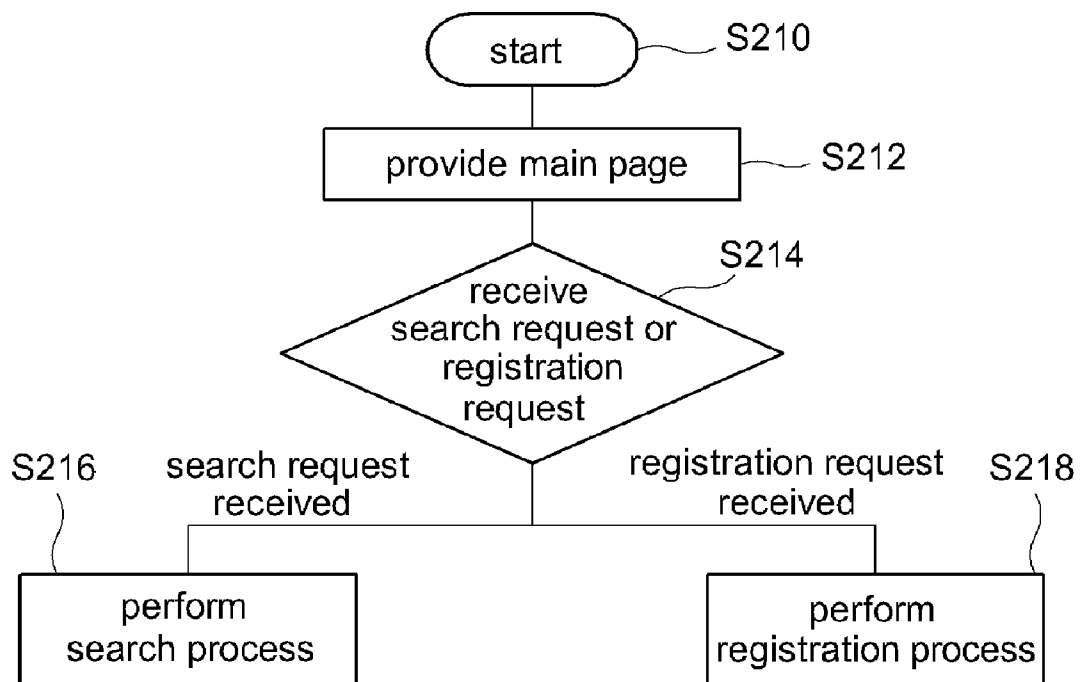 start
S210
provide main page
S212
S214
receive
search request or
registration
request
S216
search request
received
registration request
received
S218
perform
search process
perform
registration process